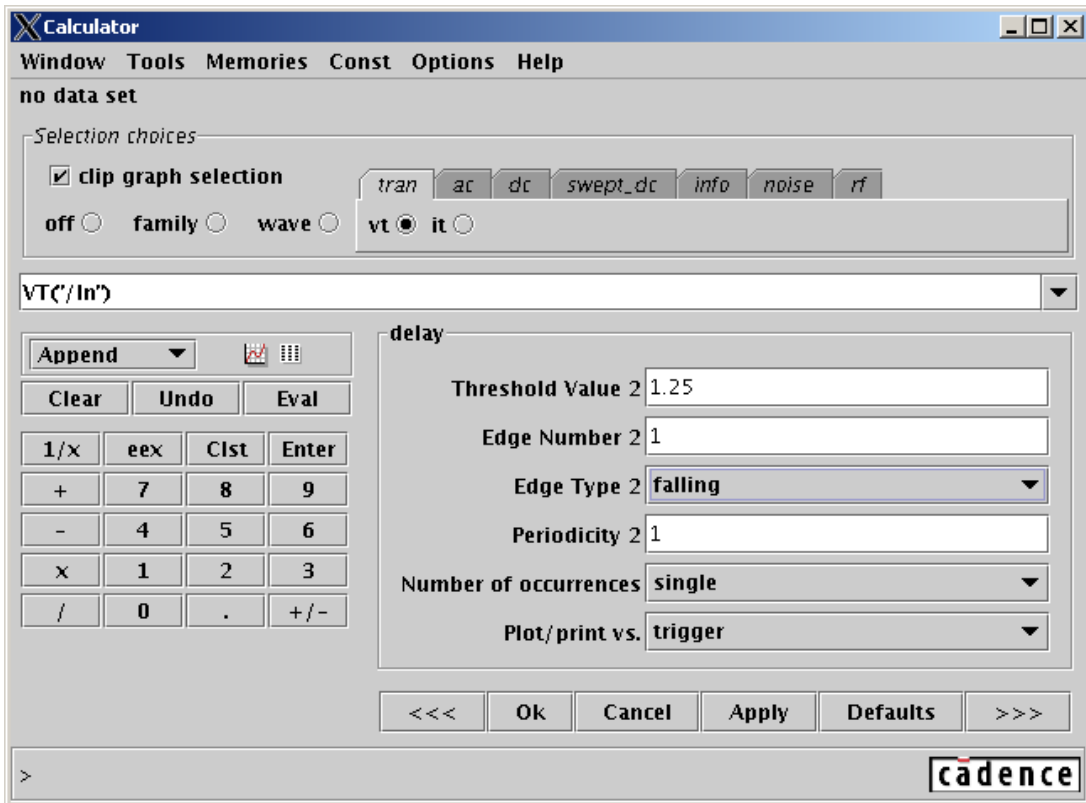 Calculator
Window Tools Memories Const Options Help
no data set
Selection choices
clip graph selection
tran ac dc swept_dc info noise rf
off family wave vt it
VT("/In")
Append
Clear Undo Eval
1/x eex Clst Enter
+ 7 8 9
- 4 5 6
x 1 2 3
/ 0 . +/-
delay
Threshold Value 2 1.25
Edge Number 2 1
Edge Type 2 falling
Periodicity 2 1
Number of occurrences single
Plot/print vs. trigger
<<< Ok Cancel Apply Defaults >>>
>
cādence